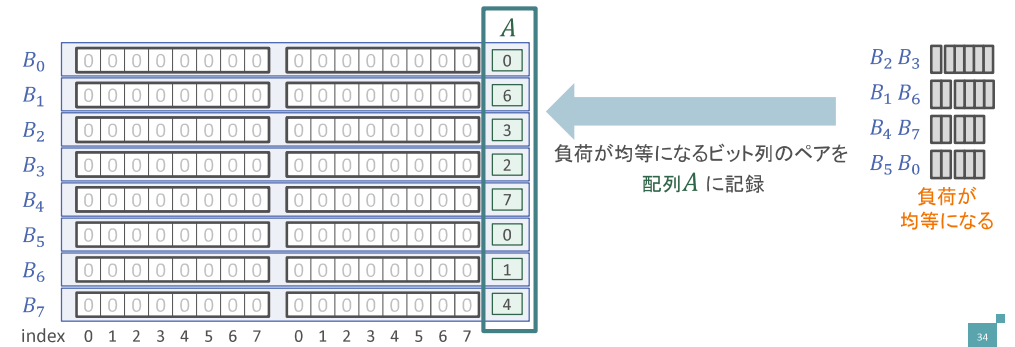 A
B₀ 0 0 0 0 0 0 0 0 0 0 0 0 0 0 0 0 0
B₁ 0 0 0 0 0 0 0 0 0 0 0 0 0 0 0 0 6
B₂ 0 0 0 0 0 0 0 0 0 0 0 0 0 0 0 0 3
B₃ 0 0 0 0 0 0 0 0 0 0 0 0 0 0 0 0 2
B₄ 0 0 0 0 0 0 0 0 0 0 0 0 0 0 0 0 7
B₅ 0 0 0 0 0 0 0 0 0 0 0 0 0 0 0 0 0
B₆ 0 0 0 0 0 0 0 0 0 0 0 0 0 0 0 0 1
B₇ 0 0 0 0 0 0 0 0 0 0 0 0 0 0 0 0 4
index 0 1 2 3 4 5 6 7 0 1 2 3 4 5 6 7
負荷が均等になるビット列のペアを
配列A に記録
B₂ B₃
B₁ B₆
B₄ B₇
B₅ B₀
負荷が
均等になる
34